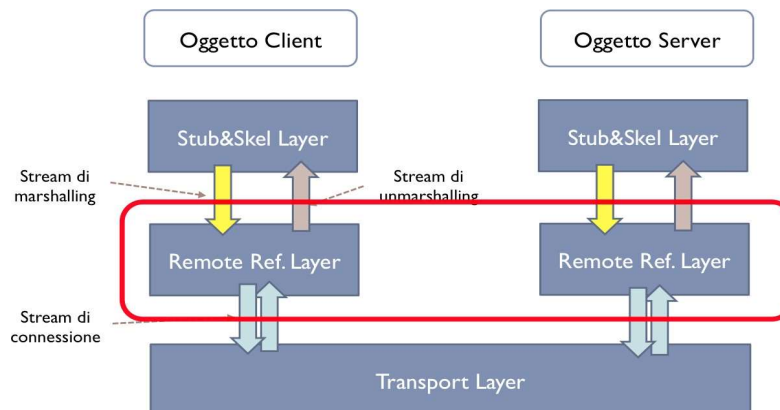 Oggetto Client
Oggetto Server
Stub&Skel Layer
Stub&Skel Layer
Stream di
marshalling
Stream di
unmarshalling
Remote Ref. Layer
Remote Ref. Layer
Stream di
connessione
Transport Layer